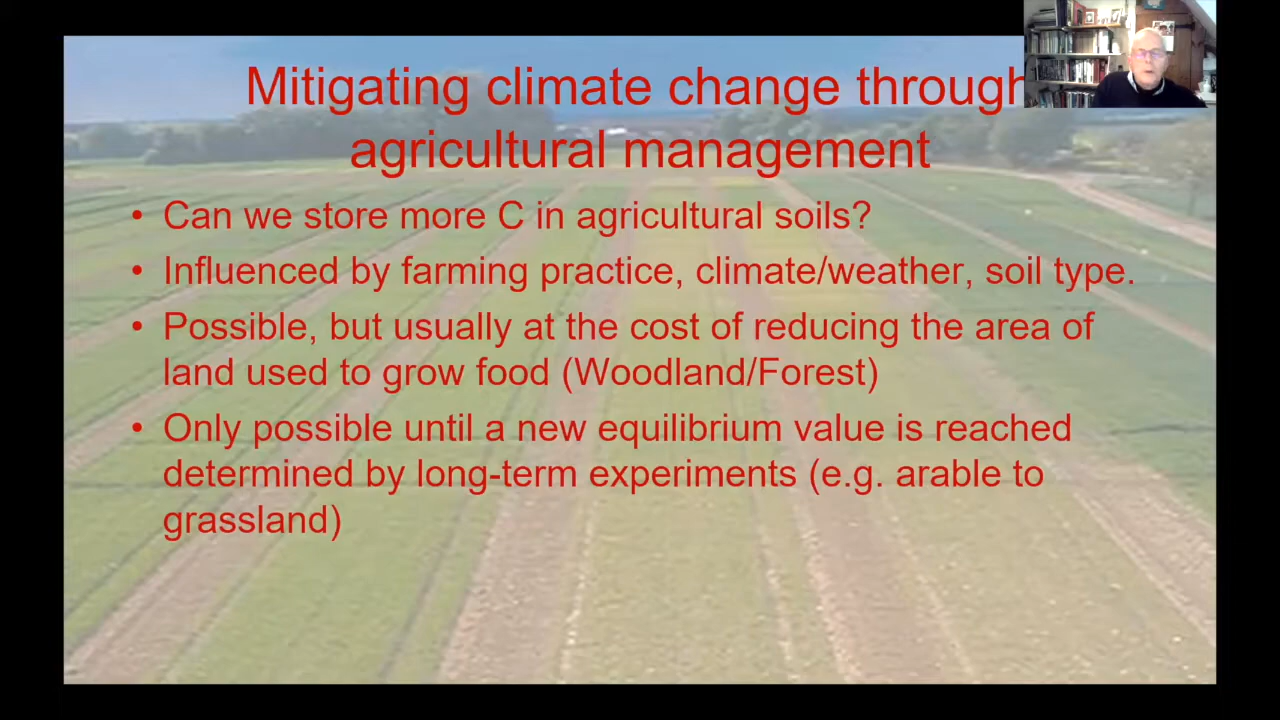 Mitigating climate change through
agricultural management
• Can we store more C in agricultural soils?
• Influenced by farming practice, climate/weather, soil type.
• Possible, but usually at the cost of reducing the area of
land used to grow food (Woodland/Forest)
• Only possible until a new equilibrium value is reached
determined by long-term experiments (e.g. arable to
grassland)